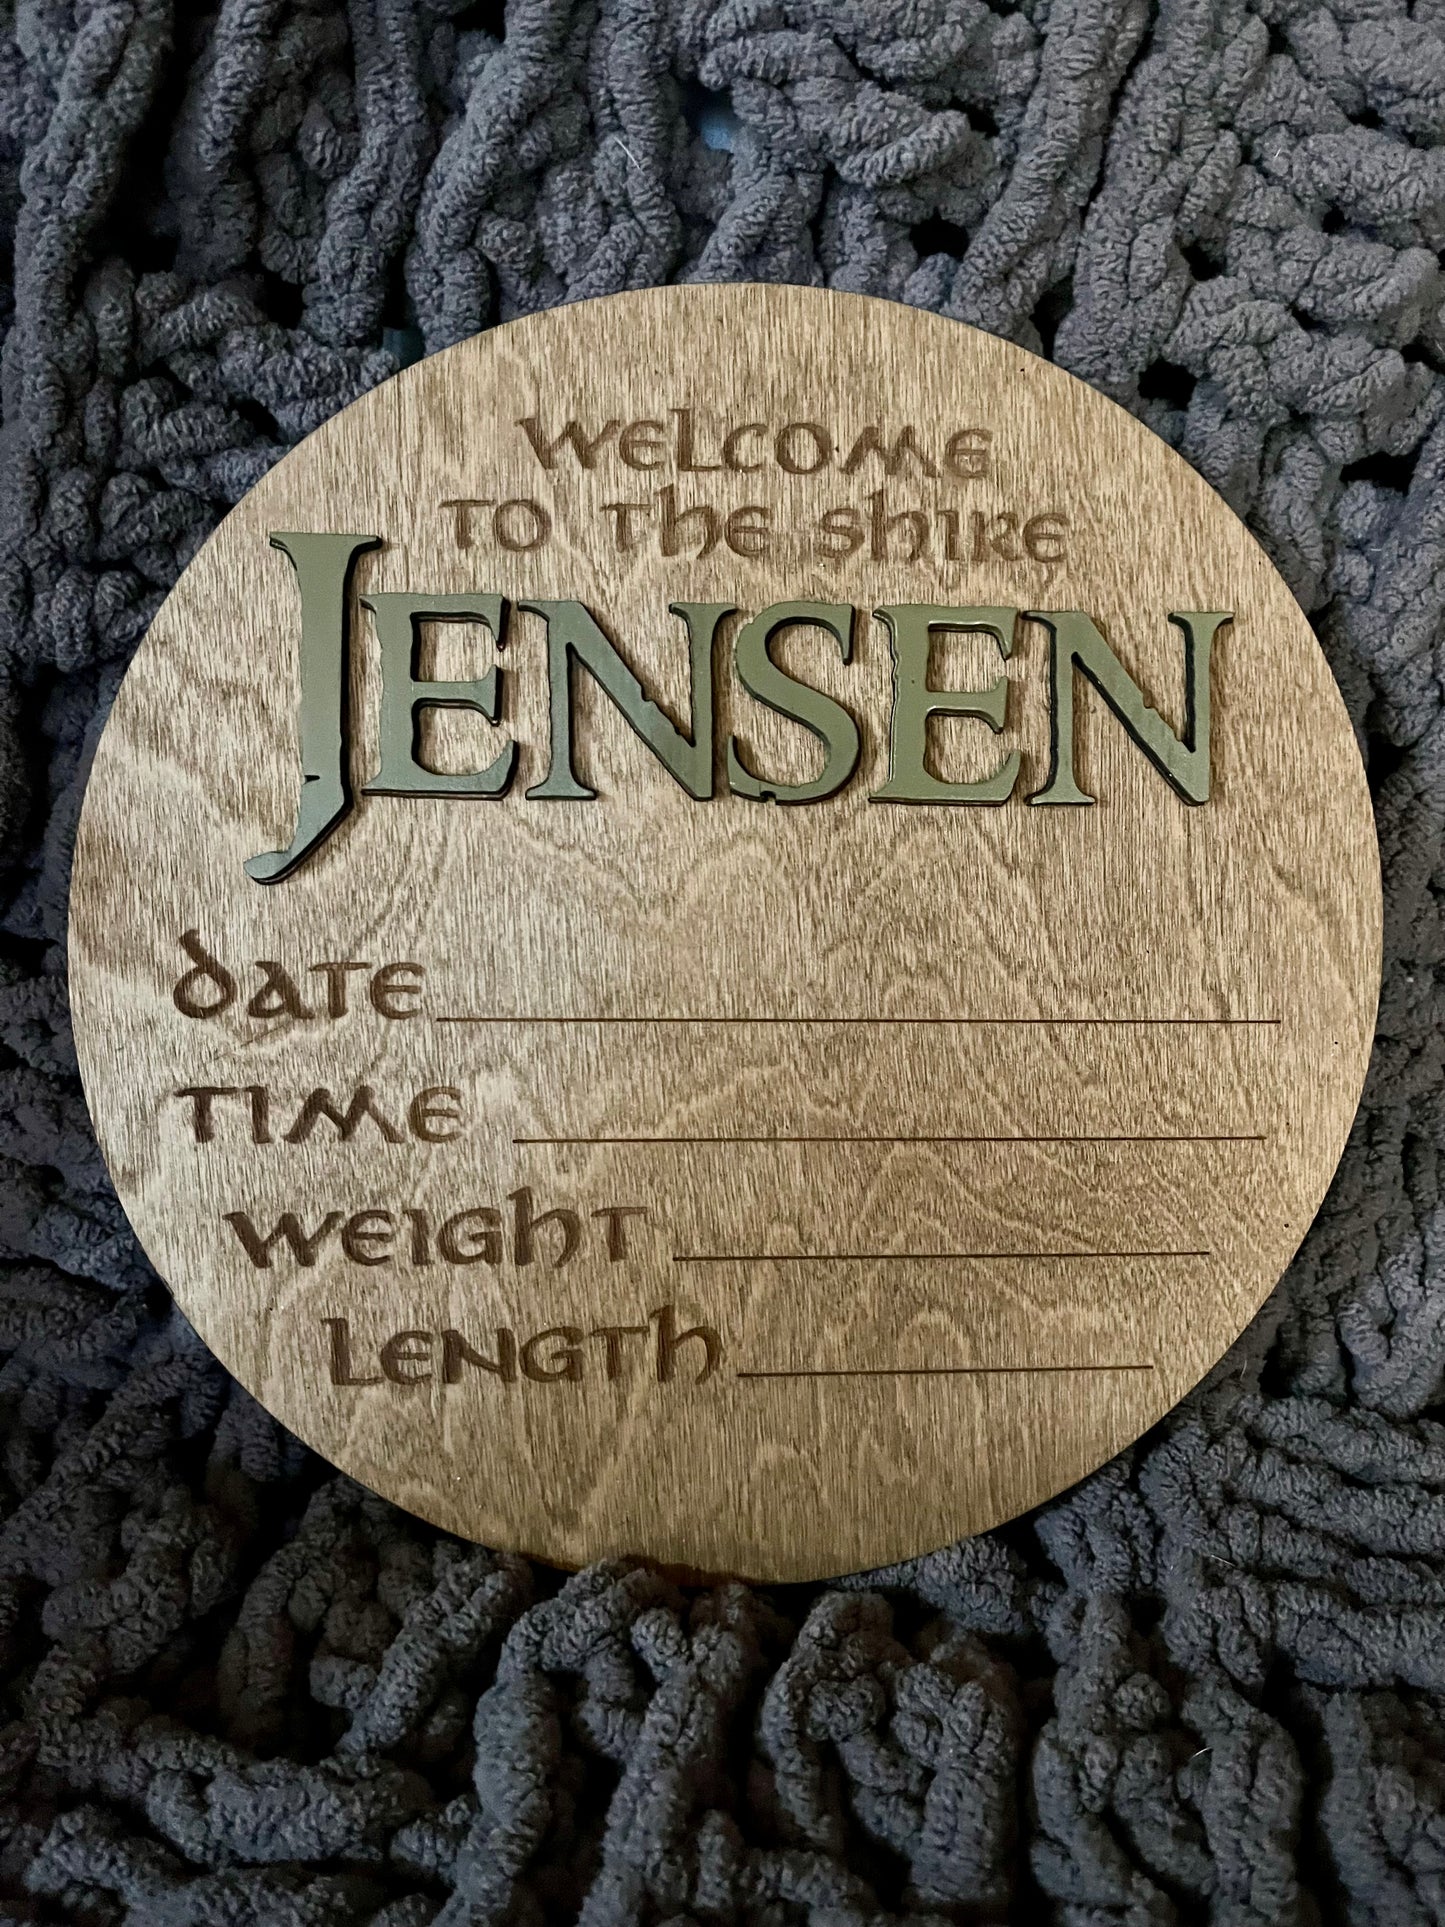 WELCOME
TO THE SHIRE
JENSEN
DATE
TIME
WEIGHT
LENGTH